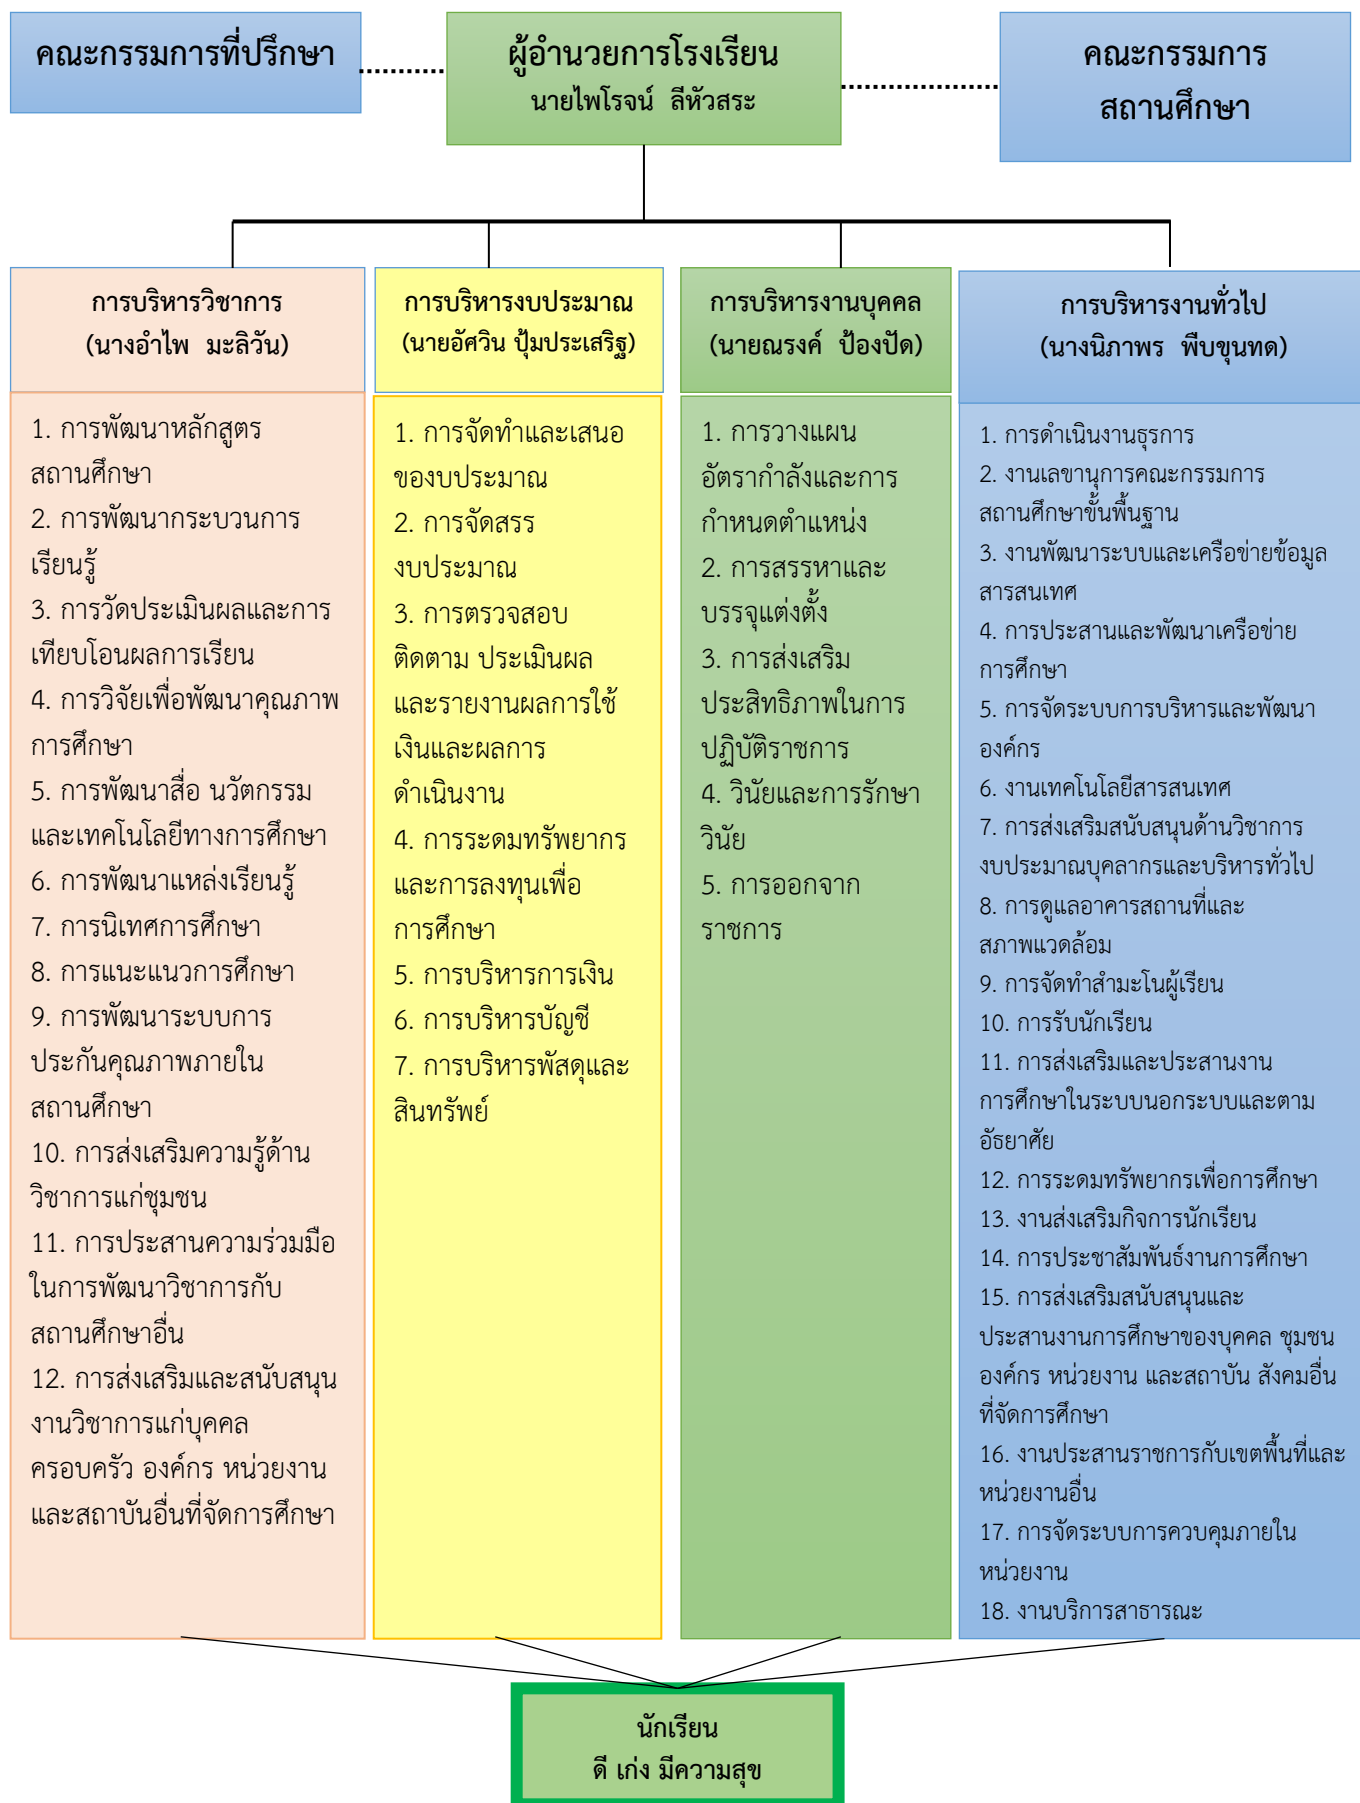 คณะกรรมการที่ปรึกษา
ผู้อำนวยการโรงเรียน
นายไพโรจน์ ลีหัวสระ
คณะกรรมการ
สถานศึกษา
การบริหารวิชาการ
(นางอำไพ มะลิวัน)
การบริหารงบประมาณ
(นายอัศวิน ปุ้มประเสริฐ)
การบริหารงานบุคคล
(นายณรงค์ ป้องปัด)
การบริหารงานทั่วไป
(นางนิภาพร พืบขุนทด)
1. การพัฒนาหลักสูตร
สถานศึกษา
2. การพัฒนากระบวนการ
เรียนรู้
3. การวัดประเมินผลและการ
เทียบโอนผลการเรียน
4. การวิจัยเพื่อพัฒนาคุณภาพ
การศึกษา
5. การพัฒนาสื่อ นวัตกรรม
และเทคโนโลยีทางการศึกษา
6. การพัฒนาแหล่งเรียนรู้
7. การนิเทศการศึกษา
8. การแนะแนวการศึกษา
9. การพัฒนาระบบการ
ประกันคุณภาพภายใน
สถานศึกษา
10. การส่งเสริมความรู้ด้าน
วิชาการแก่ชุมชน
11. การประสานความร่วมมือ
ในการพัฒนาวิชาการกับ
สถานศึกษาอื่น
12. การส่งเสริมและสนับสนุน
งานวิชาการแก่บุคคล
ครอบครัว องค์กร หน่วยงาน
และสถาบันอื่นที่จัดการศึกษา
1. การจัดทำและเสนอ
ของบประมาณ
2. การจัดสรร
งบประมาณ
3. การตรวจสอบ
ติดตาม ประเมินผล
และรายงานผลการใช้
เงินและผลการ
ดำเนินงาน
4. การระดมทรัพยากร
และการลงทุนเพื่อ
การศึกษา
5. การบริหารการเงิน
6. การบริหารบัญชี
7. การบริหารพัสดุและ
สินทรัพย์
1. การวางแผน
อัตรากำลังและการ
กำหนดตำแหน่ง
2. การสรรหาและ
บรรจุแต่งตั้ง
3. การส่งเสริม
ประสิทธิภาพในการ
ปฏิบัติราชการ
4. วินัยและการรักษา
วินัย
5. การออกจาก
ราชการ
1. การดำเนินงานธุรการ
2. งานเลขานุการคณะกรรมการ
สถานศึกษาขั้นพื้นฐาน
3. งานพัฒนาระบบและเครือข่ายข้อมูล
สารสนเทศ
4. การประสานและพัฒนาเครือข่าย
การศึกษา
5. การจัดระบบการบริหารและพัฒนา
องค์กร
6. งานเทคโนโลยีสารสนเทศ
7. การส่งเสริมสนับสนุนด้านวิชาการ
งบประมาณบุคลากรและบริหารทั่วไป
8. การดูแลอาคารสถานที่และ
สภาพแวดล้อม
9. การจัดทำสำมะโนผู้เรียน
10. การรับนักเรียน
11. การส่งเสริมและประสานงาน
การศึกษาในระบบนอกระบบและตาม
อัธยาศัย
12. การระดมทรัพยากรเพื่อการศึกษา
13. งานส่งเสริมกิจการนักเรียน
14. การประชาสัมพันธ์งานการศึกษา
15. การส่งเสริมสนับสนุนและ
ประสานงานการศึกษาของบุคคล ชุมชน
องค์กร หน่วยงาน และสถาบัน สังคมอื่น
ที่จัดการศึกษา
16. งานประสานราชการกับเขตพื้นที่และ
หน่วยงานอื่น
17. การจัดระบบการควบคุมภายใน
หน่วยงาน
18. งานบริการสาธารณะ
นักเรียน
ดี เก่ง มีความสุข